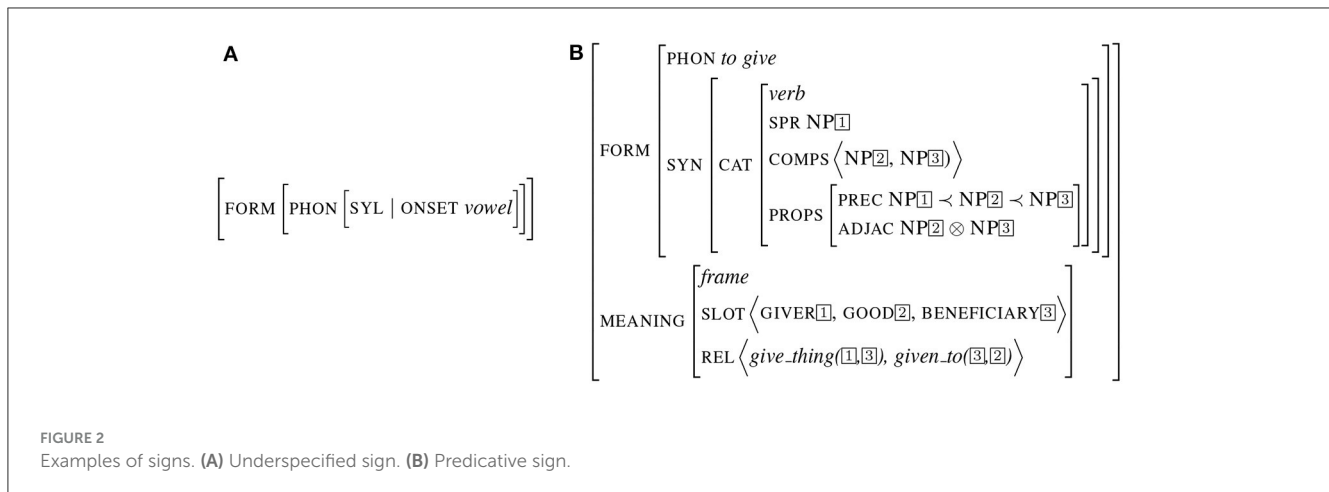 A
[FORM [PHON [SYL | ONSET vowel]]]
B
PHON to give
verb
SPR NP1
FORM
COMPS ⟨NP2, NP3)⟩
SYN
CAT
PREC NP1 ≺ NP2 ≺ NP3
PROPS
ADJAC NP2 ⊗ NP3
frame
SLOT ⟨GIVER1, GOOD2, BENEFICIARY3⟩
MEANING
REL ⟨give_thing(1,3), given_to(3,2)⟩
FIGURE 2
Examples of signs. (A) Underspecified sign. (B) Predicative sign.